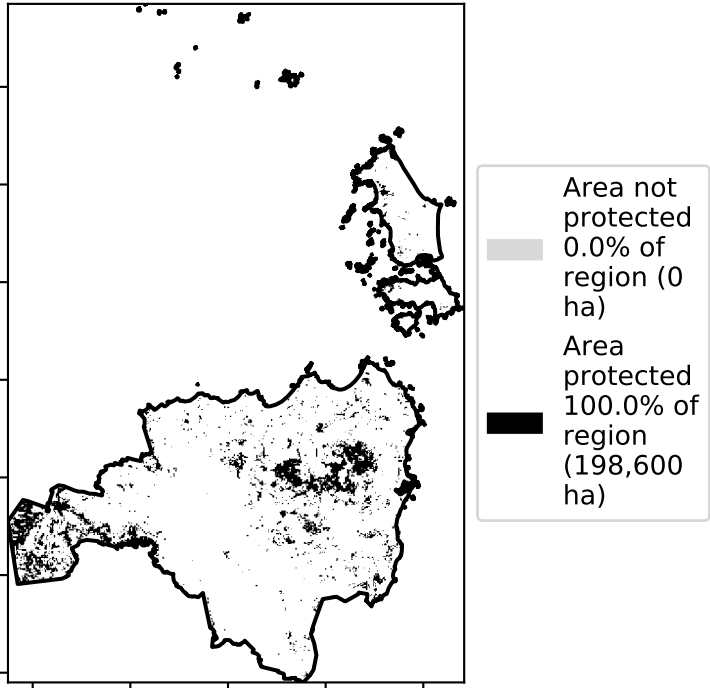 Area not
protected
0.0% of
region (0
ha)
Area
protected
100.0% of
region
(198,600
ha)